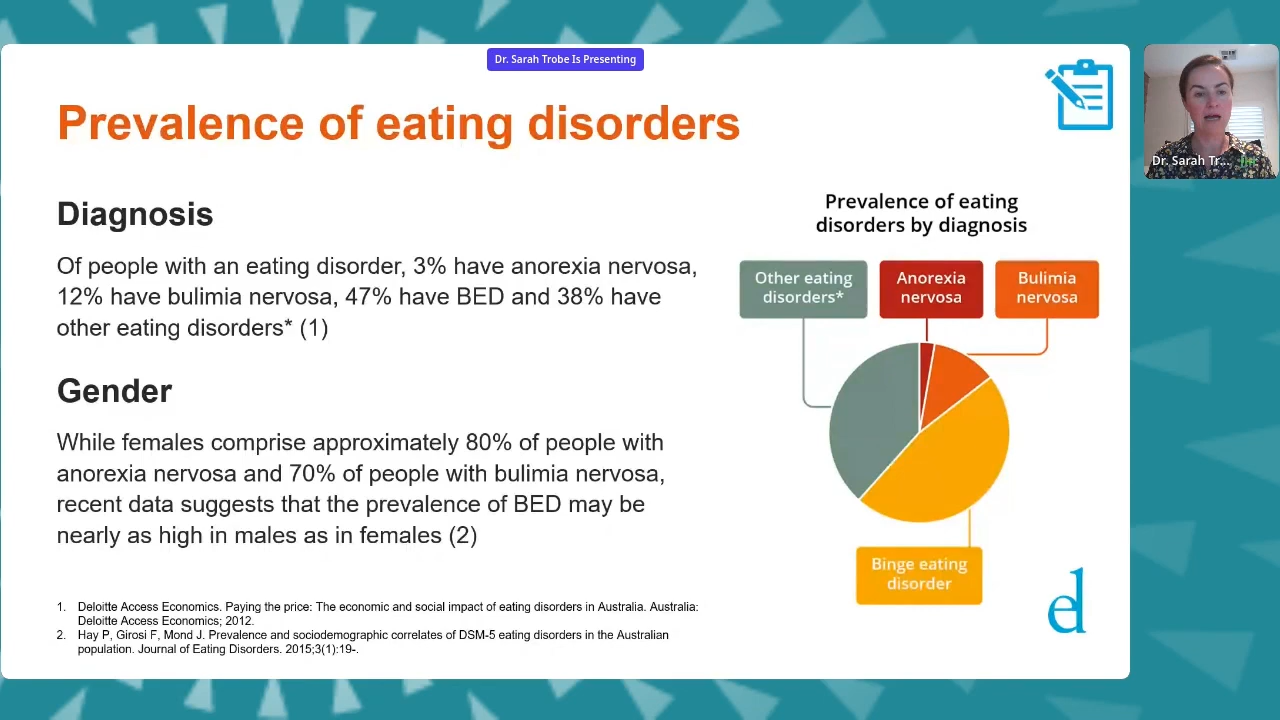 Dr. Sarah Trobe Is Presenting
Prevalence of eating disorders
Dr. Sarah Tr...
Diagnosis
Of people with an eating disorder, 3% have anorexia nervosa,
12% have bulimia nervosa, 47% have BED and 38% have
other eating disorders* (1)
Gender
While females comprise approximately 80% of people with
anorexia nervosa and 70% of people with bulimia nervosa,
recent data suggests that the prevalence of BED may be
nearly as high in males as in females (2)
Prevalence of eating
disorders by diagnosis
Other eating
disorders*
Anorexia
nervosa
Bulimia
nervosa
Binge eating
disorder
d
1. Deloitte Access Economics. Paying the price: The economic and social impact of eating disorders in Australia. Australia:
Deloitte Access Economics; 2012.
2. Hay P, Girosi F, Mond J. Prevalence and sociodemographic correlates of DSM-5 eating disorders in the Australian
population. Journal of Eating Disorders. 2015;3(1):19-.